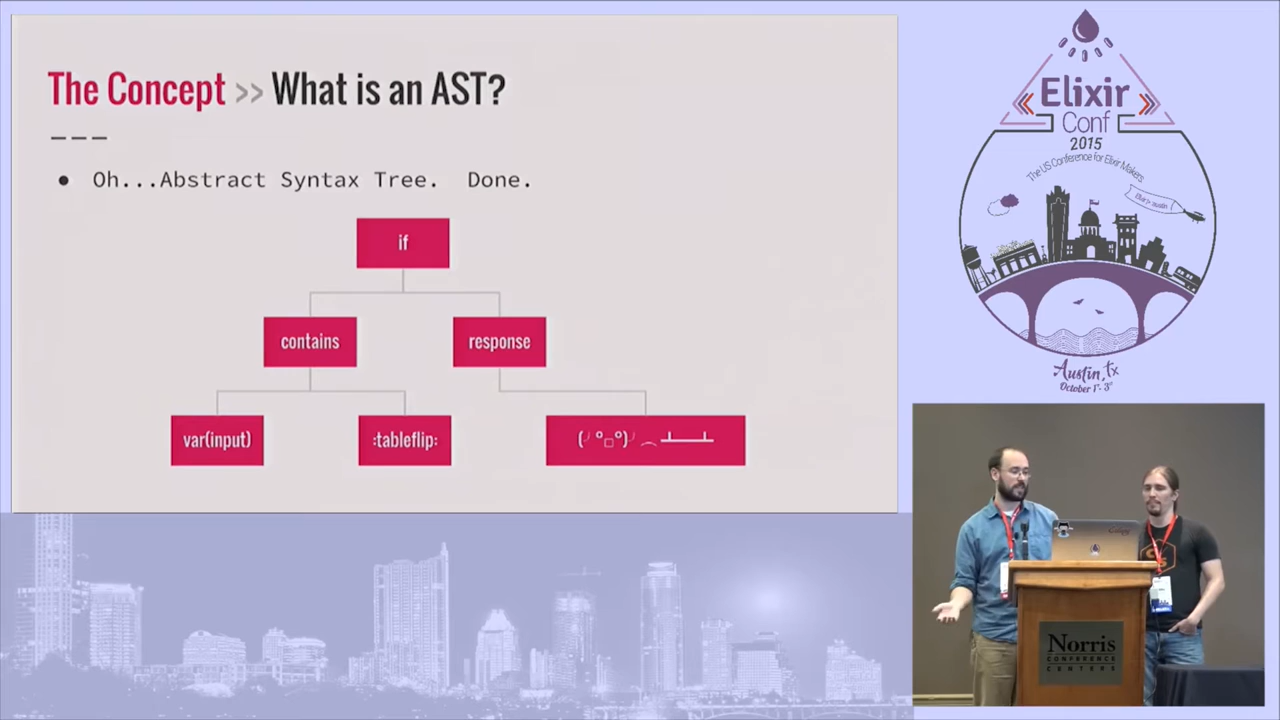 The Concept >> What is an AST?
---
● Oh...Abstract Syntax Tree. Done.
if
contains
response
var(input)
:tableflip:
(╯°□°)╯︵ ┻━┻
Elixir
Conf
2015
The US Conference for Elixir Makers
Austin, tx
October 1st - 3rd
Norris
CONFERENCE
CENTERS